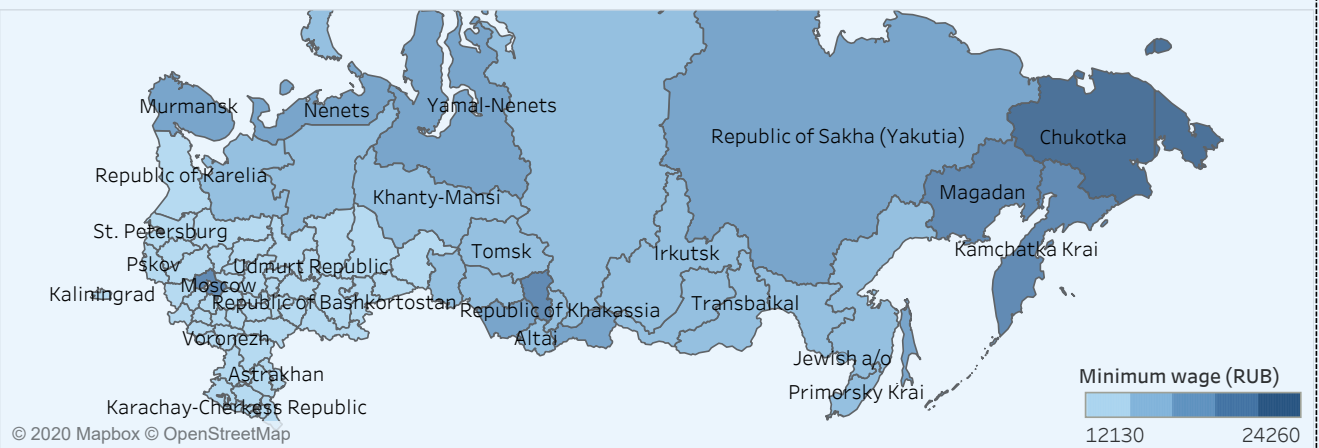 Murmansk
Nenets
Yamal-Nenets
Republic of Sakha (Yakutia)
Chukotka
Republic of Karelia
Khanty-Mansi
Magadan
St. Petersburg
Tomsk
Irkutsk
Kamchatka Krai
Pskov
Udmurt Republic
Moscow
Kaliningrad
Republic of Bashkortostan
Republic of Khakassia
Transbaikal
Voronezh
Altai
Jewish a/o
Astrakhan
Primorsky Krai
Karachay-Cherkess Republic
Minimum wage (RUB)
12130 24260
© 2020 Mapbox © OpenStreetMap